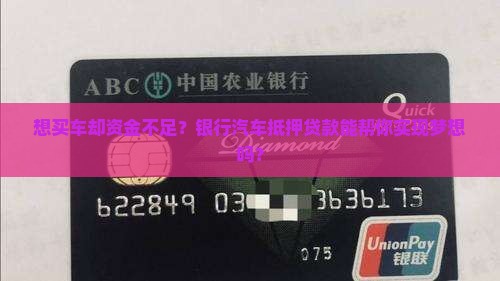 ABC 中国农业银行
Quick
想买车却资金不足？银行汽车抵押贷款能帮你实现梦想
吗？
Diamond
622849 03 3636173
075
UnionPay
银联